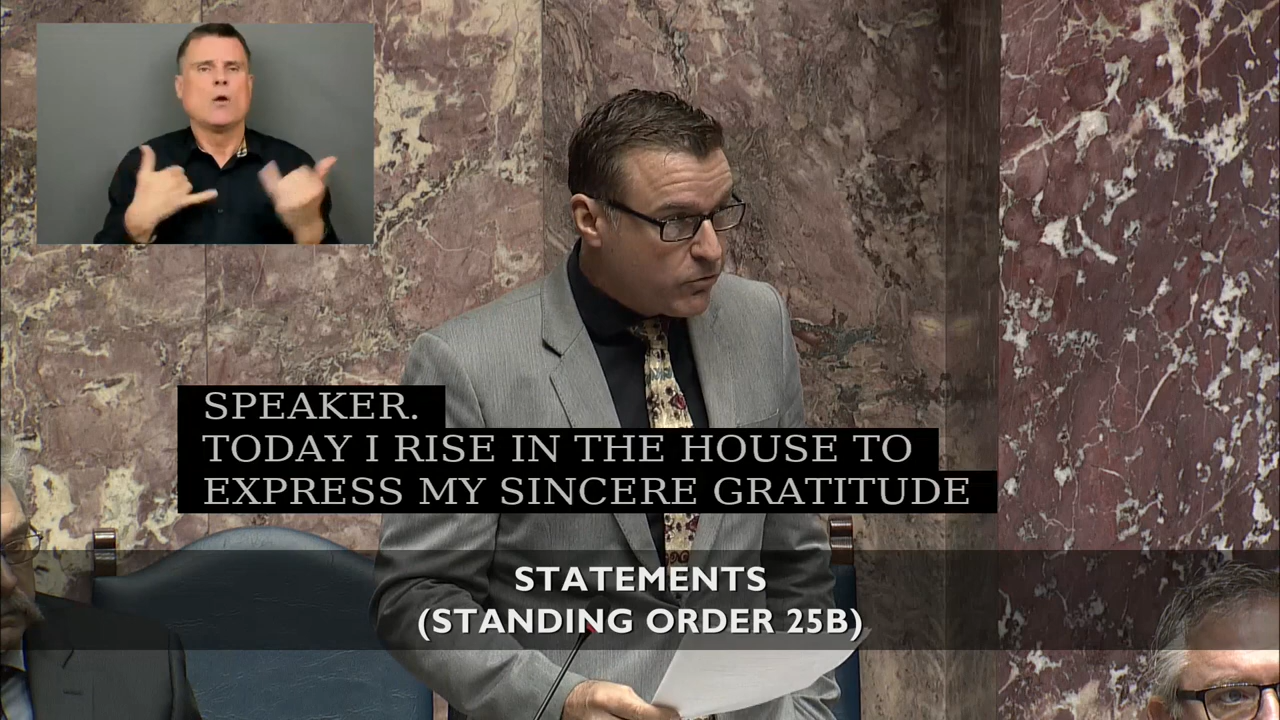 SPEAKER.
TODAY I RISE IN THE HOUSE TO
EXPRESS MY SINCERE GRATITUDE
STATEMENTS
(STANDING ORDER 25B)